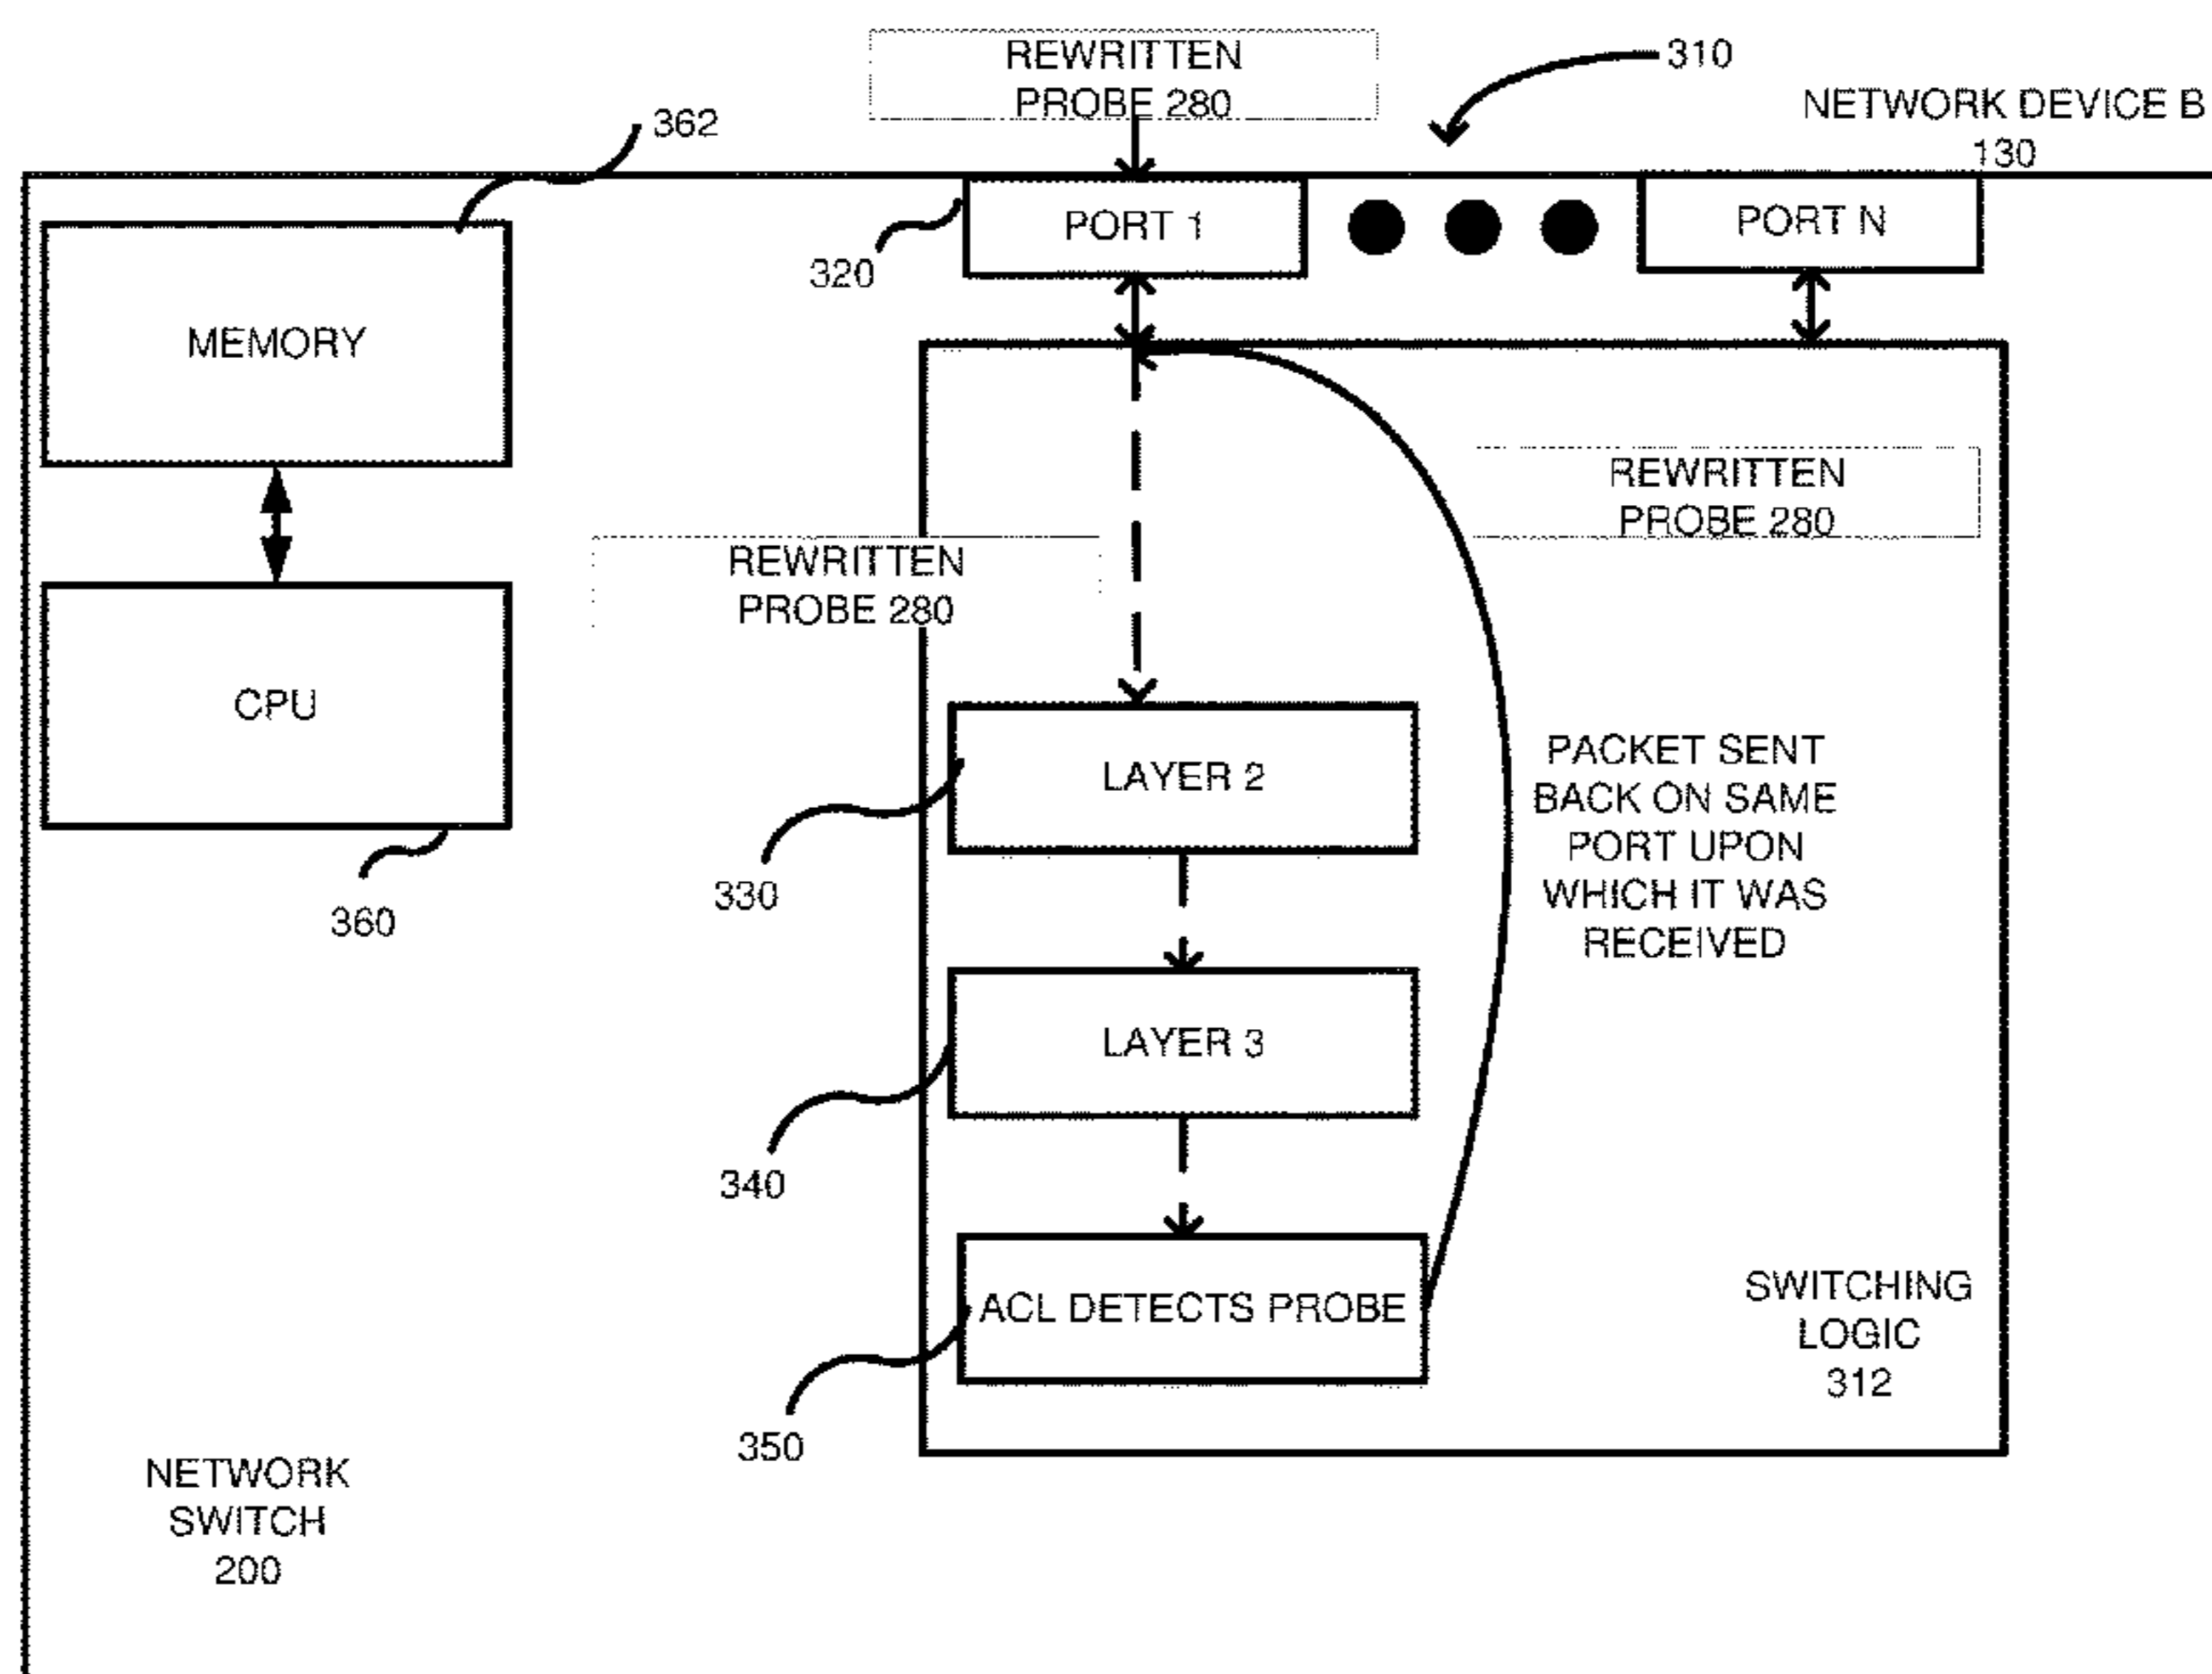 REWRITTEN
PROBE 280
310
NETWORK DEVICE B
130
362
PORT 1
PORT N
320
MEMORY
REWRITTEN
PROBE 280
REWRITTEN
PROBE 280
CPU
360
LAYER 2
330
PACKET SENT
BACK ON SAME
PORT UPON
WHICH IT WAS
RECEIVED
LAYER 3
340
ACL DETECTS PROBE
350
SWITCHING
LOGIC
312
NETWORK
SWITCH
200